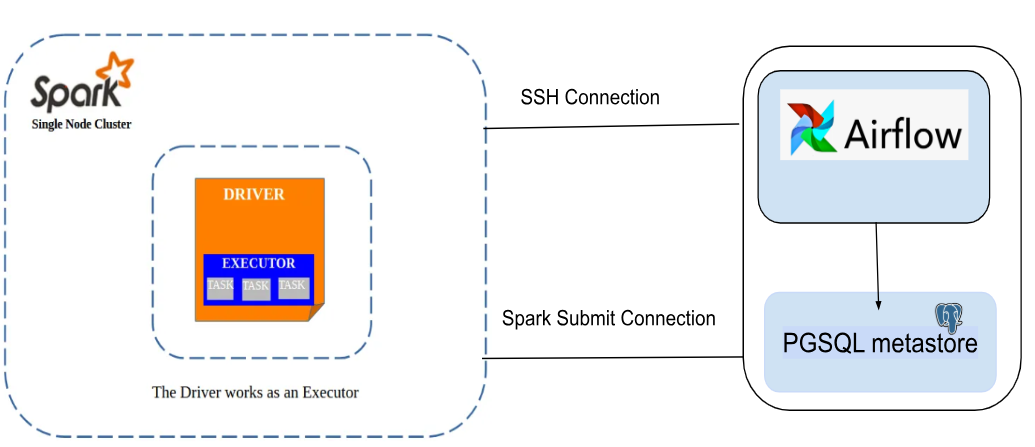 Spark
Single Node Cluster
DRIVER
EXECUTOR
TASK TASK TASK
The Driver works as an Executor
SSH Connection
Spark Submit Connection
Airflow
PGSQL metastore